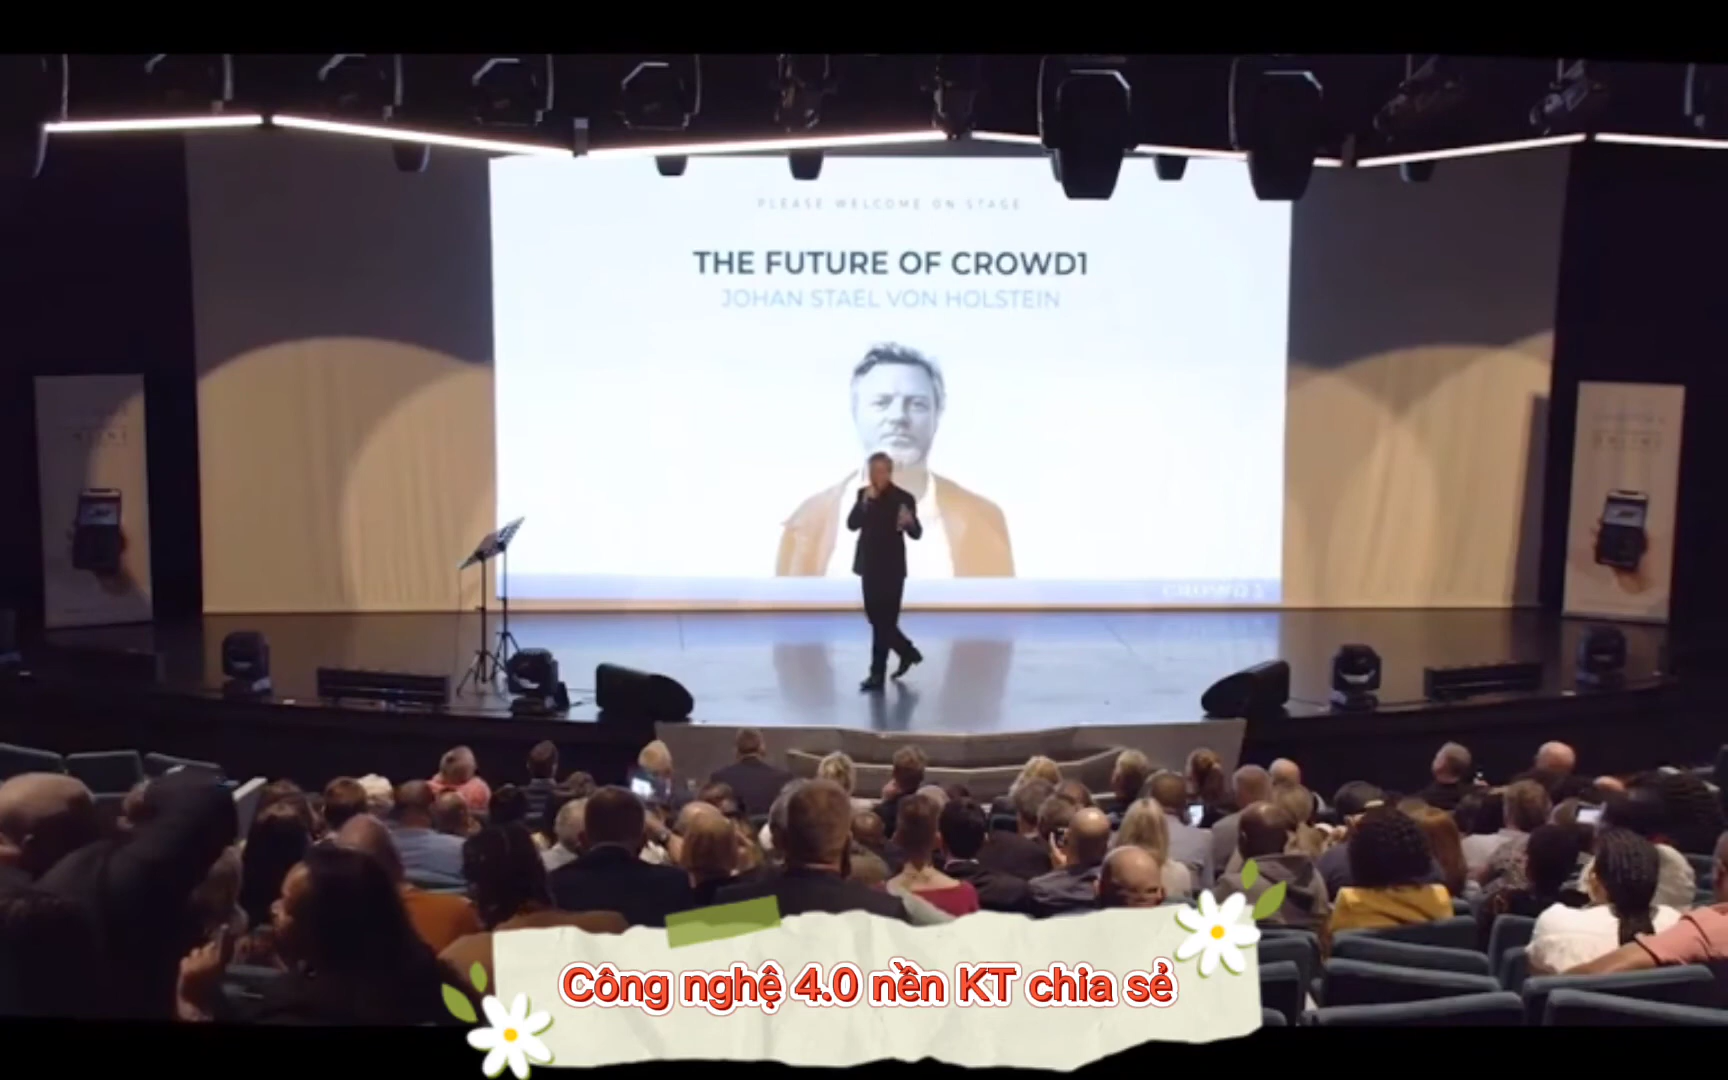 PLEASE WELCOME ON STAGE
THE FUTURE OF CROWD1
JOHAN STAEL VON HOLSTEIN
CROWD1
Công nghệ 4.0 nền KT chia sẻ